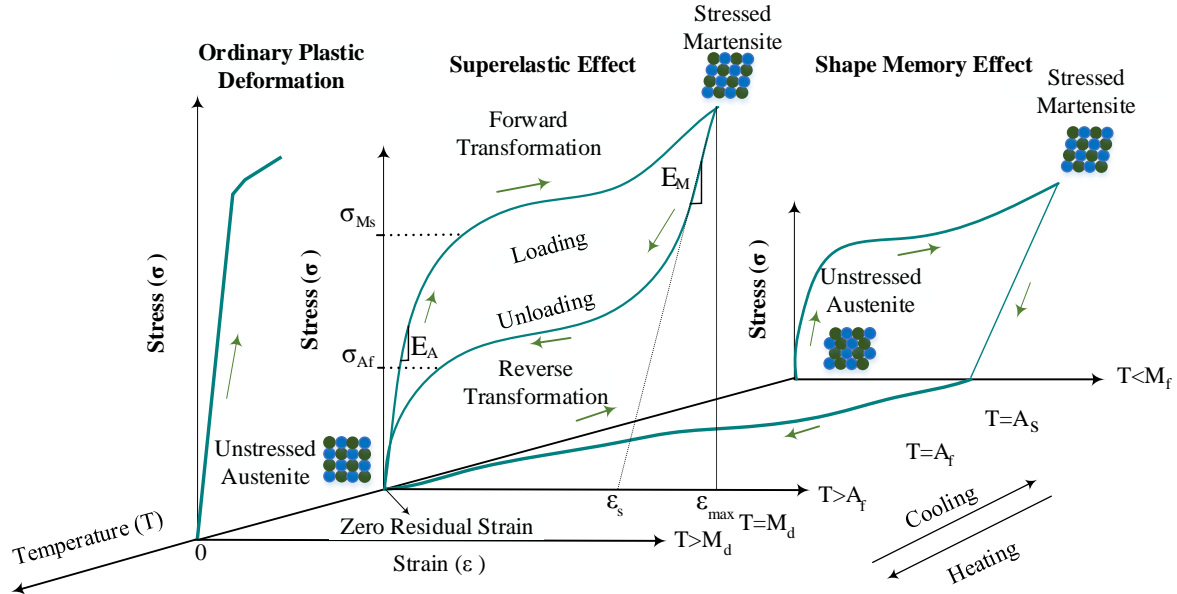 Ordinary Plastic
Deformation
Superelastic Effect
Stressed
Martensite
Shape Memory Effect
Stressed
Martensite
Forward
Transformation
E_M
σ_Ms
Loading
Stress (σ)
Stress (σ)
Stress (σ)
Unloading
Unstressed
Austenite
E_A
σ_Af
Reverse
Transformation
T<M_f
T=A_S
Unstressed
Austenite
T=A_f
ε_s
ε_max
T>A_f
Zero Residual Strain
T=M_d
Cooling
Temperature (T)
0
T>M_d
Strain (ε )
Heating